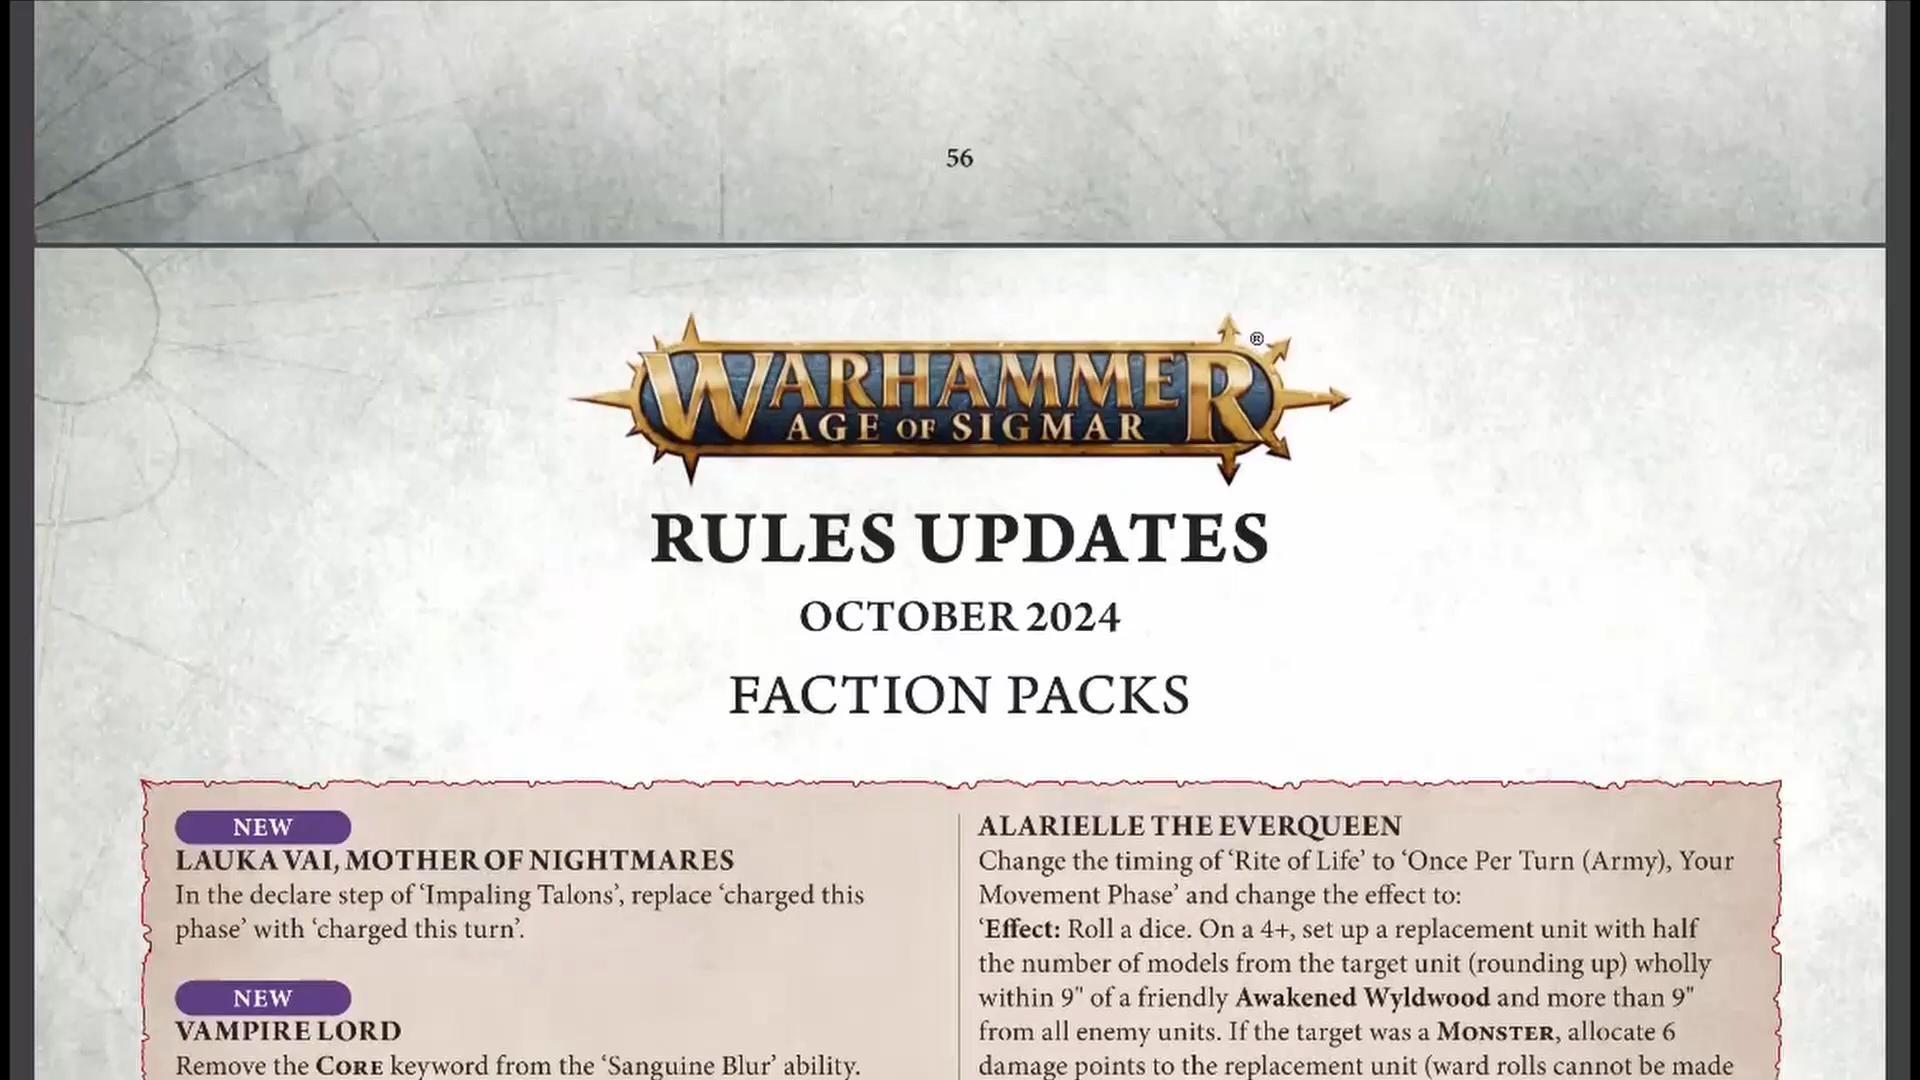 56
WARHAMMER®
AGE OF SIGMAR
RULES UPDATES
OCTOBER 2024
FACTION PACKS
NEW
LAUKA VAI, MOTHER OF NIGHTMARES
In the declare step of ‘Impaling Talons’, replace ‘charged this
phase’ with ‘charged this turn’.
NEW
VAMPIRE LORD
Remove the CORE keyword from the ‘Sanguine Blur’ ability.
ALARIELLE THE EVERQUEEN
Change the timing of ‘Rite of Life’ to ‘Once Per Turn (Army), Your
Movement Phase’ and change the effect to:
‘Effect: Roll a dice. On a 4+, set up a replacement unit with half
the number of models from the target unit (rounding up) wholly
within 9" of a friendly Awakened Wyldwood and more than 9"
from all enemy units. If the target was a MONSTER, allocate 6
damage points to the replacement unit (ward rolls cannot be made